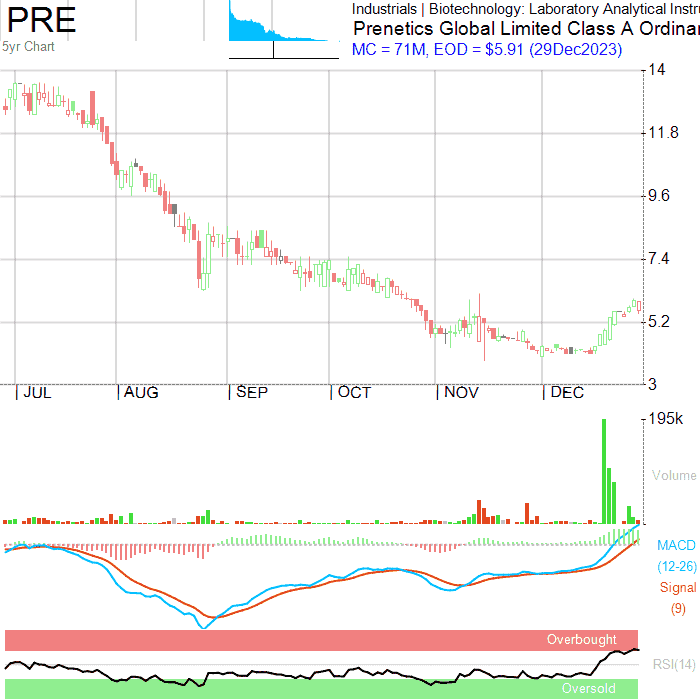 PRE
5yr Chart
Industrials | Biotechnology: Laboratory Analytical Instru
Prenetics Global Limited Class A Ordinar
MC = 71M, EOD = $5.91 (29Dec2023)
14
11.8
9.6
7.4
5.2
3
JUL AUG SEP OCT NOV DEC
195k
Volume
MACD
(12-26)
Signal
(9)
Overbought
RSI(14)
Oversold